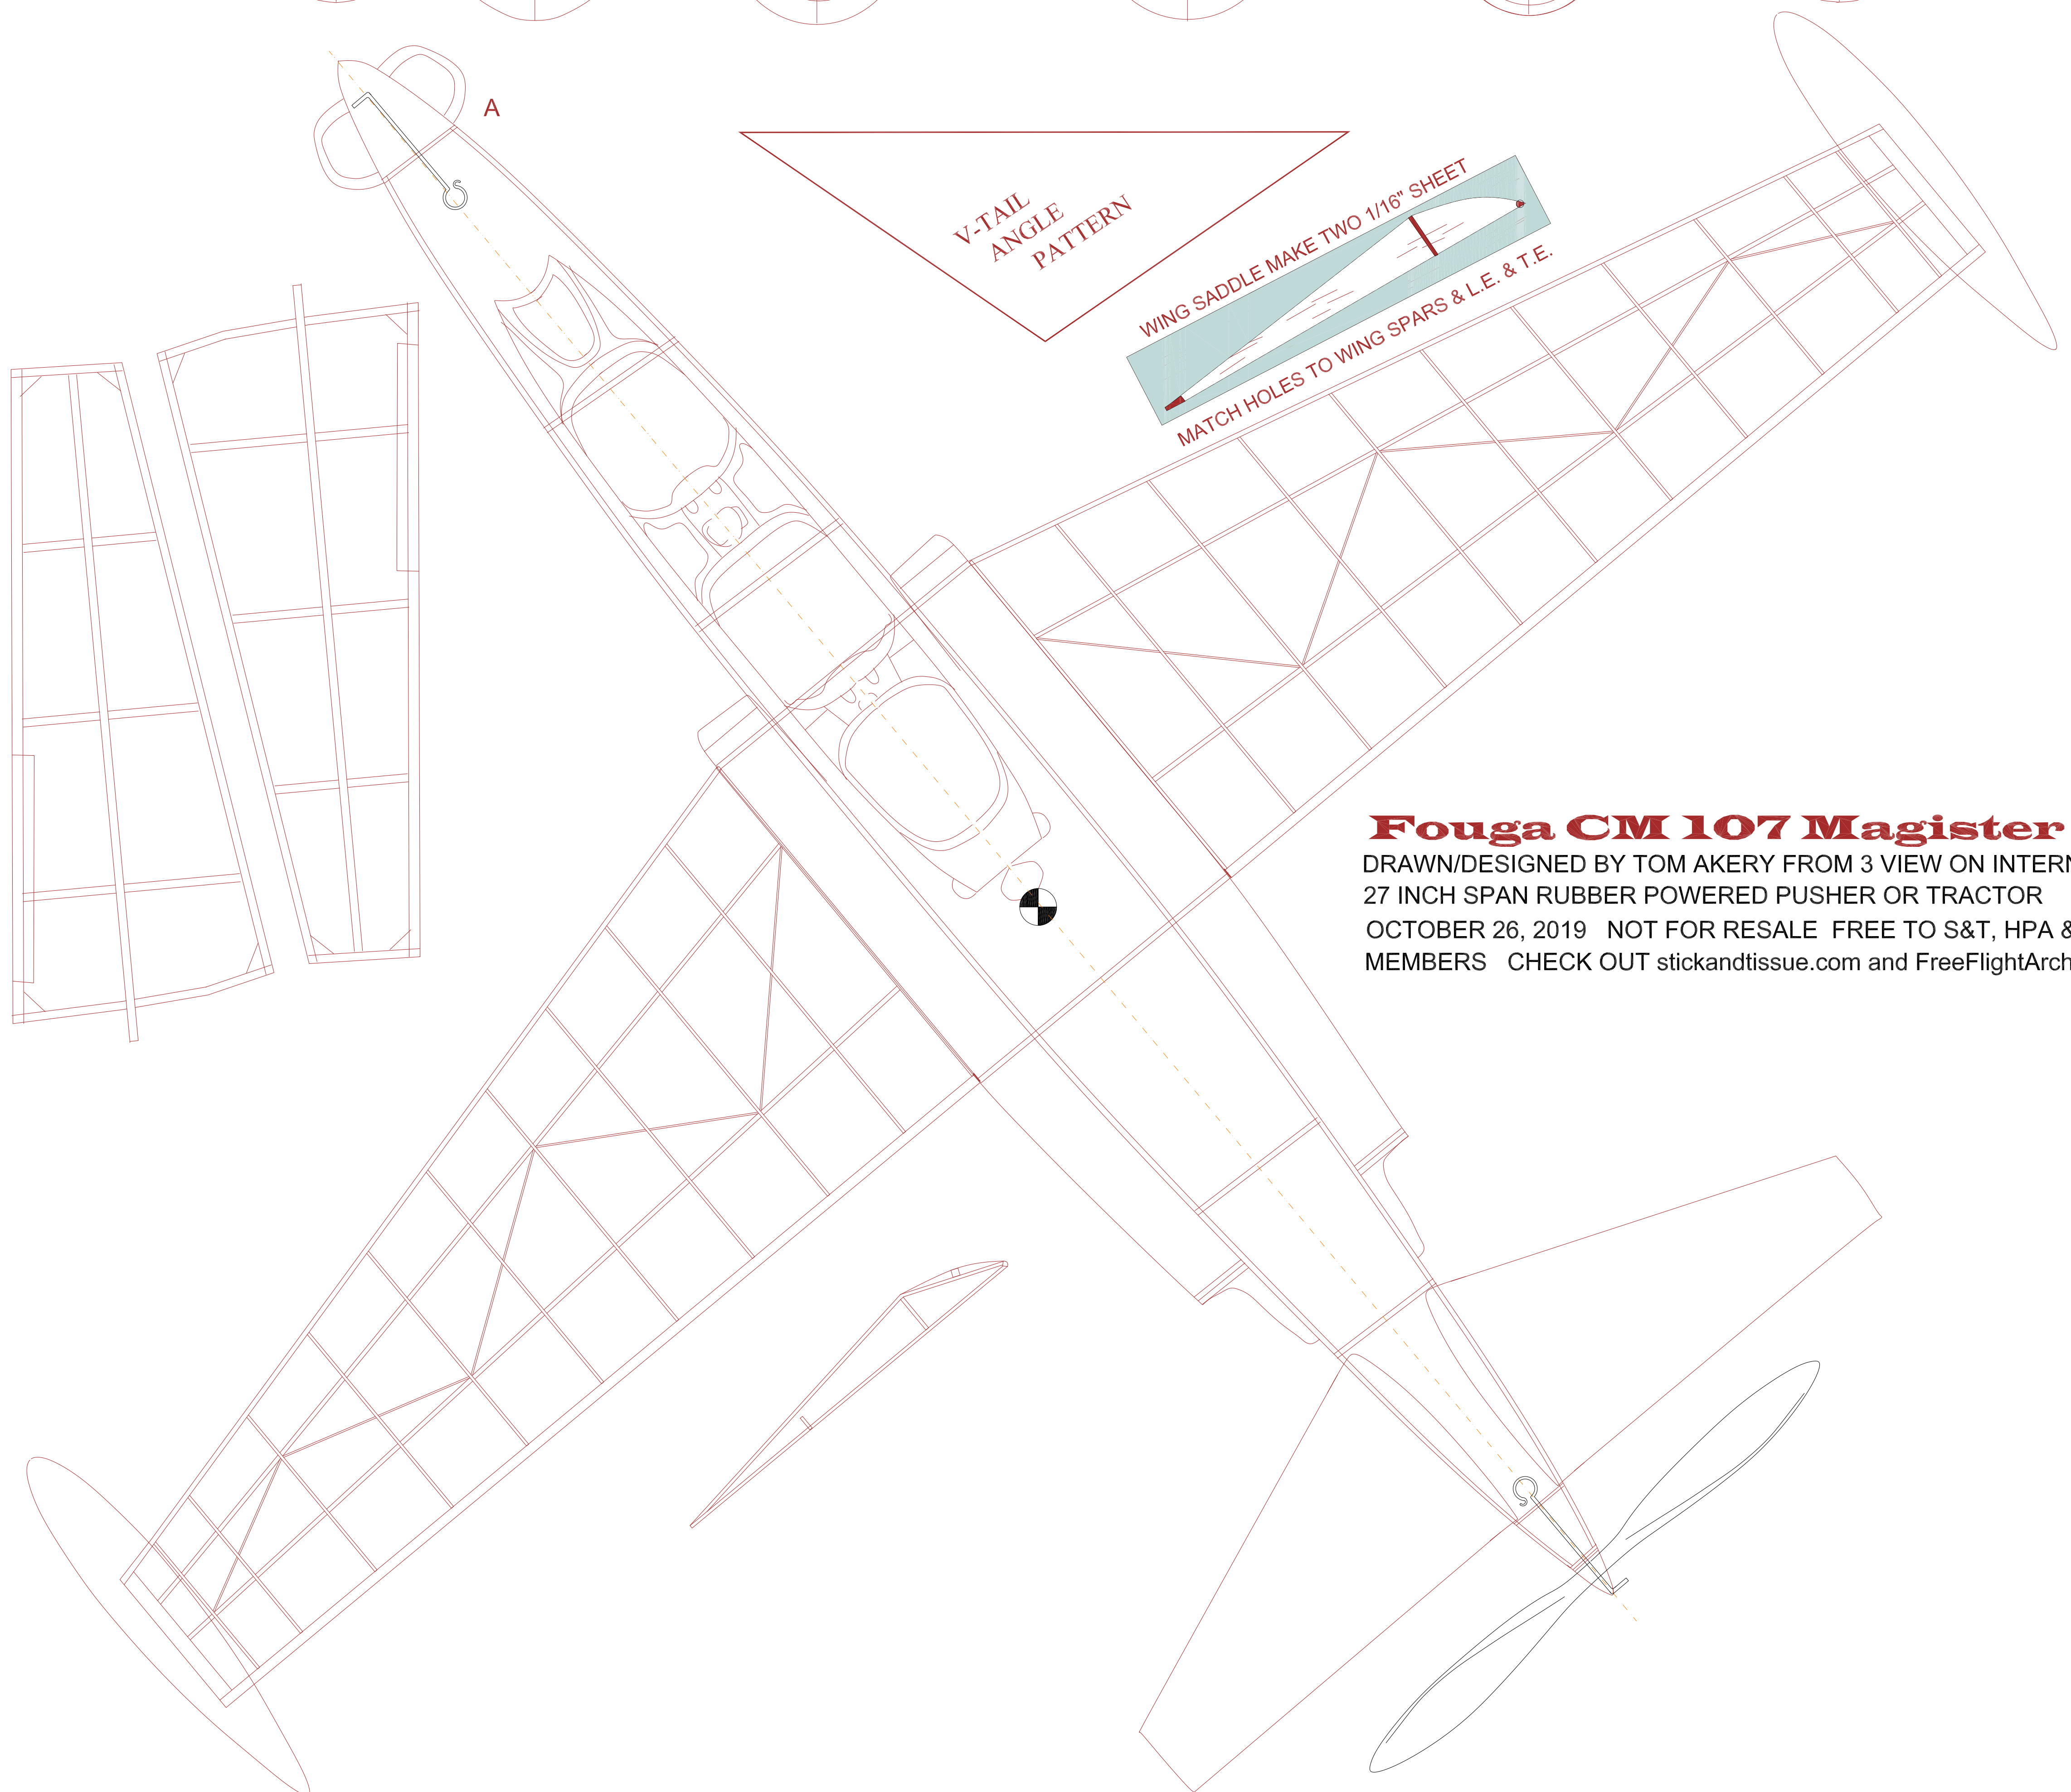 A
V-TAIL
ANGLE
PATTERN
WING SADDLE MAKE TWO 1/16" SHEET
MATCH HOLES TO WING SPARS & L.E. & T.E.
Fouga CM 107 Magister
DRAWN/DESIGNED BY TOM AKERY FROM 3 VIEW ON INTERN
27 INCH SPAN RUBBER POWERED PUSHER OR TRACTOR
OCTOBER 26, 2019 NOT FOR RESALE FREE TO S&T, HPA &
MEMBERS CHECK OUT stickandtissue.com and FreeFlightArch